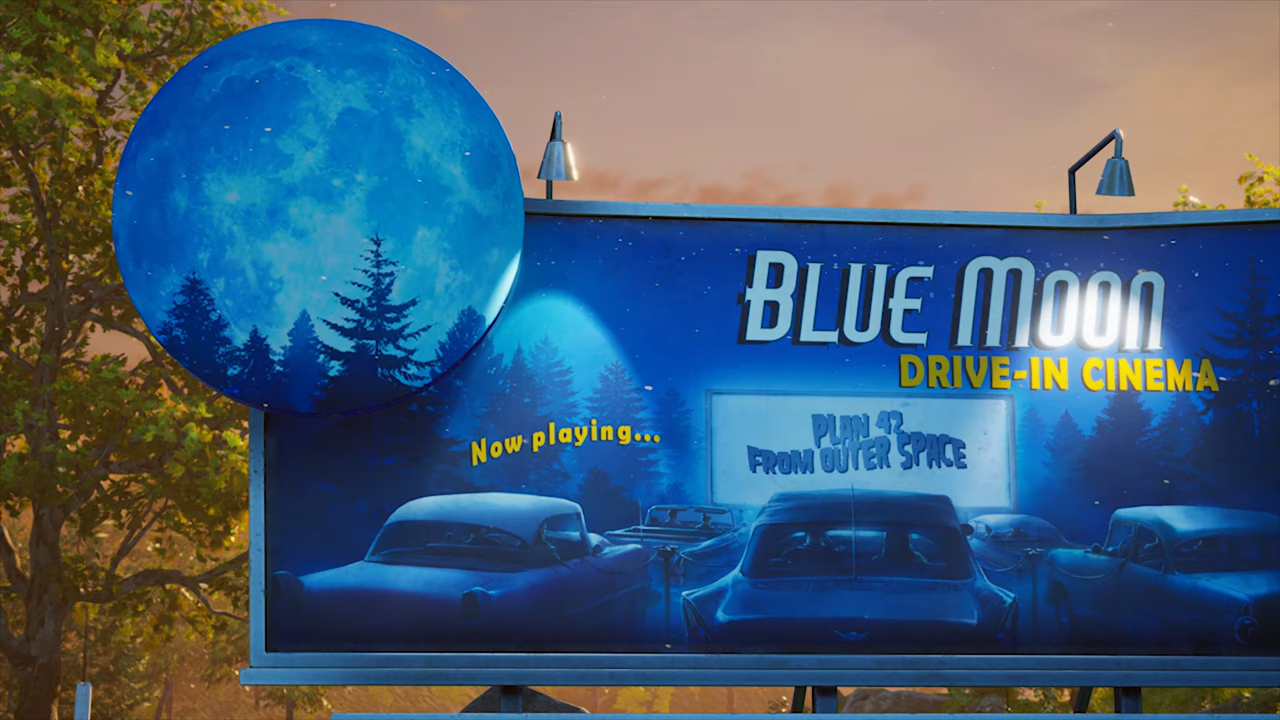 BLUE MOON
DRIVE-IN CINEMA
Now playing...
PLAN 42
FROM OUTER SPACE